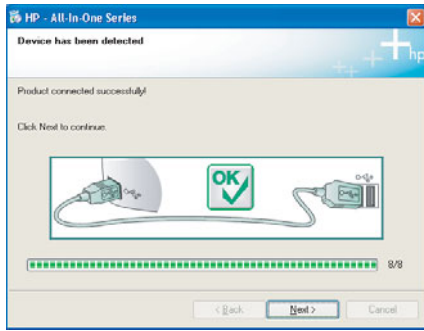 HP - All-In-One Series
Device has been detected
hp
Product connected successfully!
Click Next to continue.
OK
8/8
< Back
Next >
Cancel